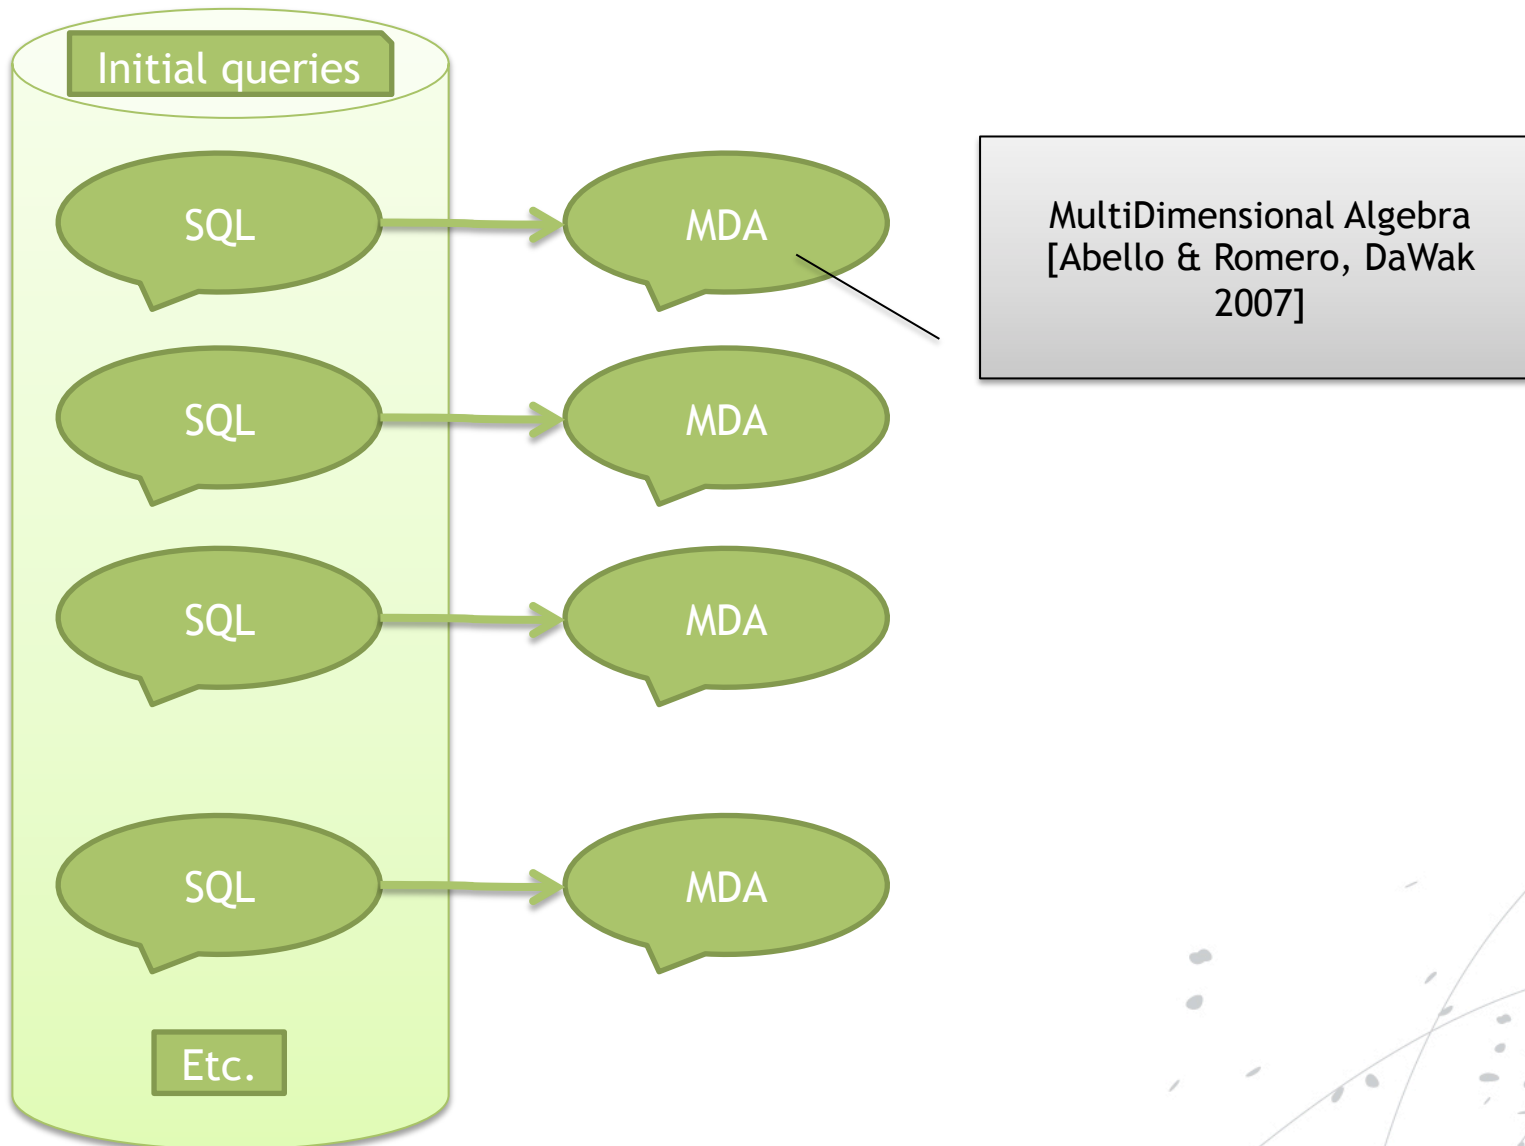 Initial queries
SQL
MDA
MultiDimensional Algebra
[Abello & Romero, DaWak
2007]
SQL
MDA
SQL
MDA
SQL
MDA
Etc.